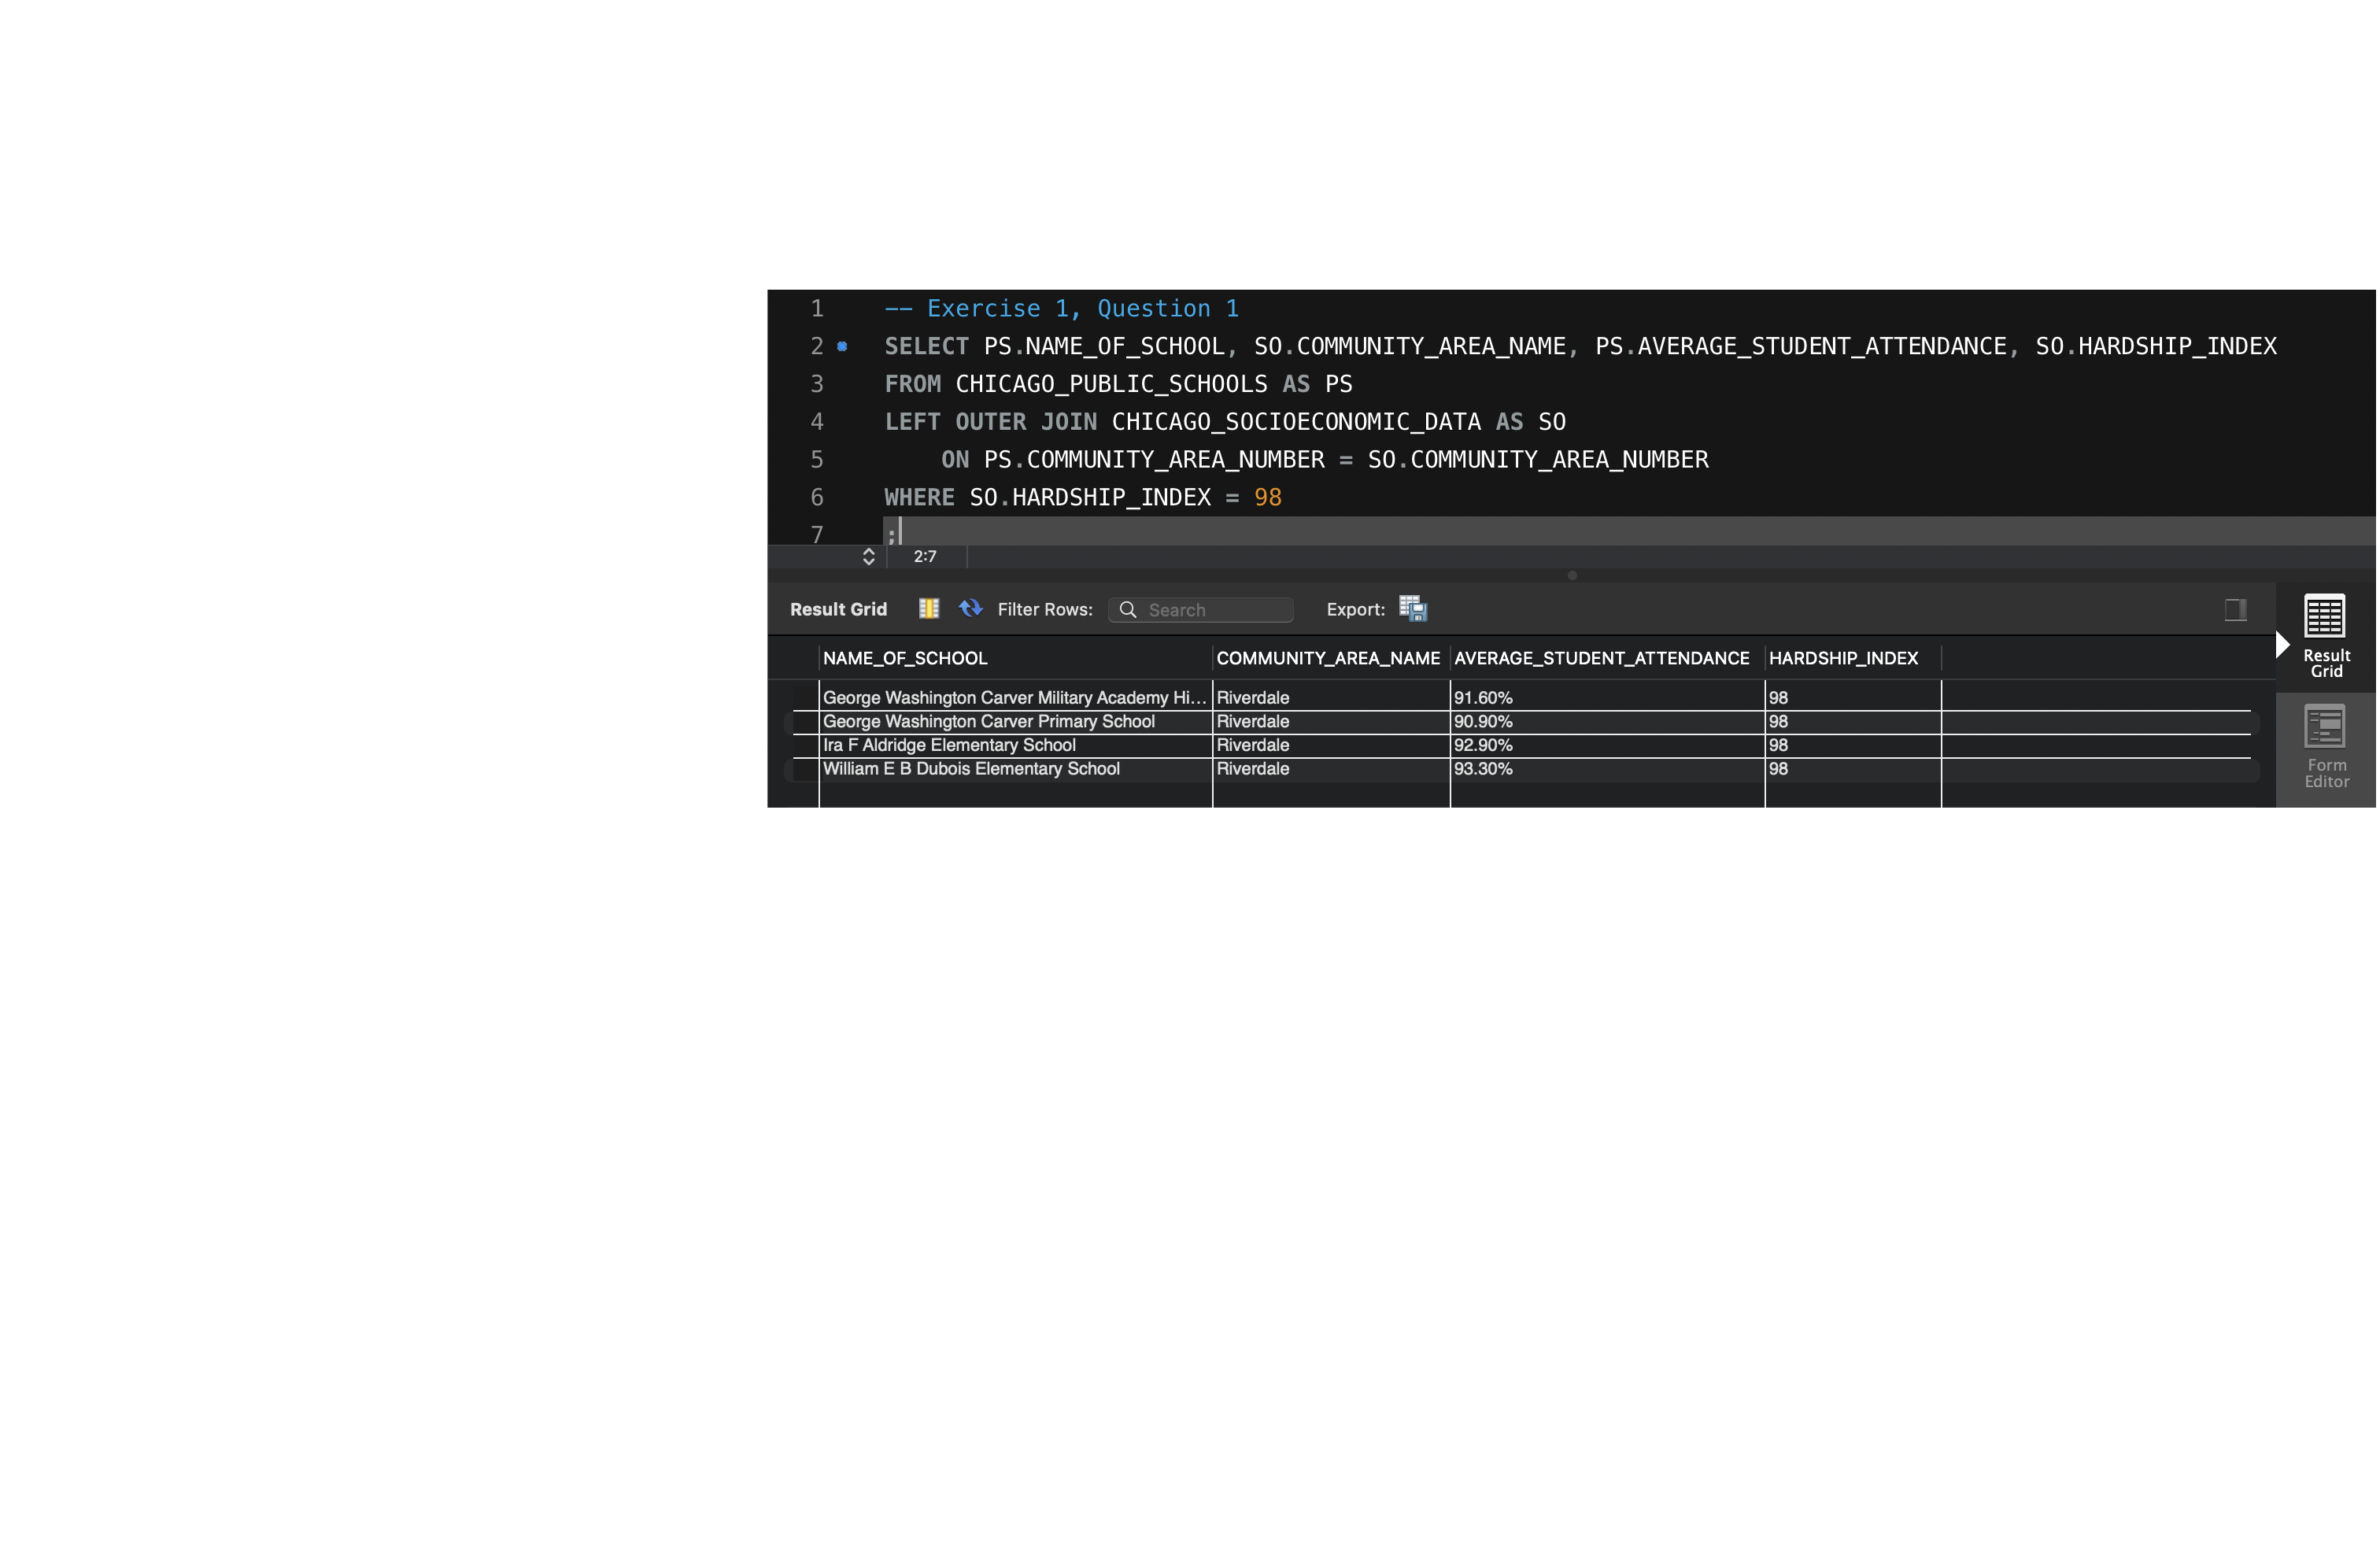 1 -- Exercise 1, Question 1
2 SELECT PS.NAME_OF_SCHOOL, SO.COMMUNITY_AREA_NAME, PS.AVERAGE_STUDENT_ATTENDANCE, SO.HARDSHIP_INDEX
3 FROM CHICAGO_PUBLIC_SCHOOLS AS PS
4 LEFT OUTER JOIN CHICAGO_SOCIOECONOMIC_DATA AS SO
5 ON PS.COMMUNITY_AREA_NUMBER = SO.COMMUNITY_AREA_NUMBER
6 WHERE SO.HARDSHIP_INDEX = 98
7 ;
2:7
Result Grid Filter Rows: Search Export:
NAME_OF_SCHOOL COMMUNITY_AREA_NAME AVERAGE_STUDENT_ATTENDANCE HARDSHIP_INDEX
George Washington Carver Military Academy Hi... Riverdale 91.60% 98
George Washington Carver Primary School Riverdale 90.90% 98
Ira F Aldridge Elementary School Riverdale 92.90% 98
William E B Dubois Elementary School Riverdale 93.30% 98
Result
Grid
Form
Editor